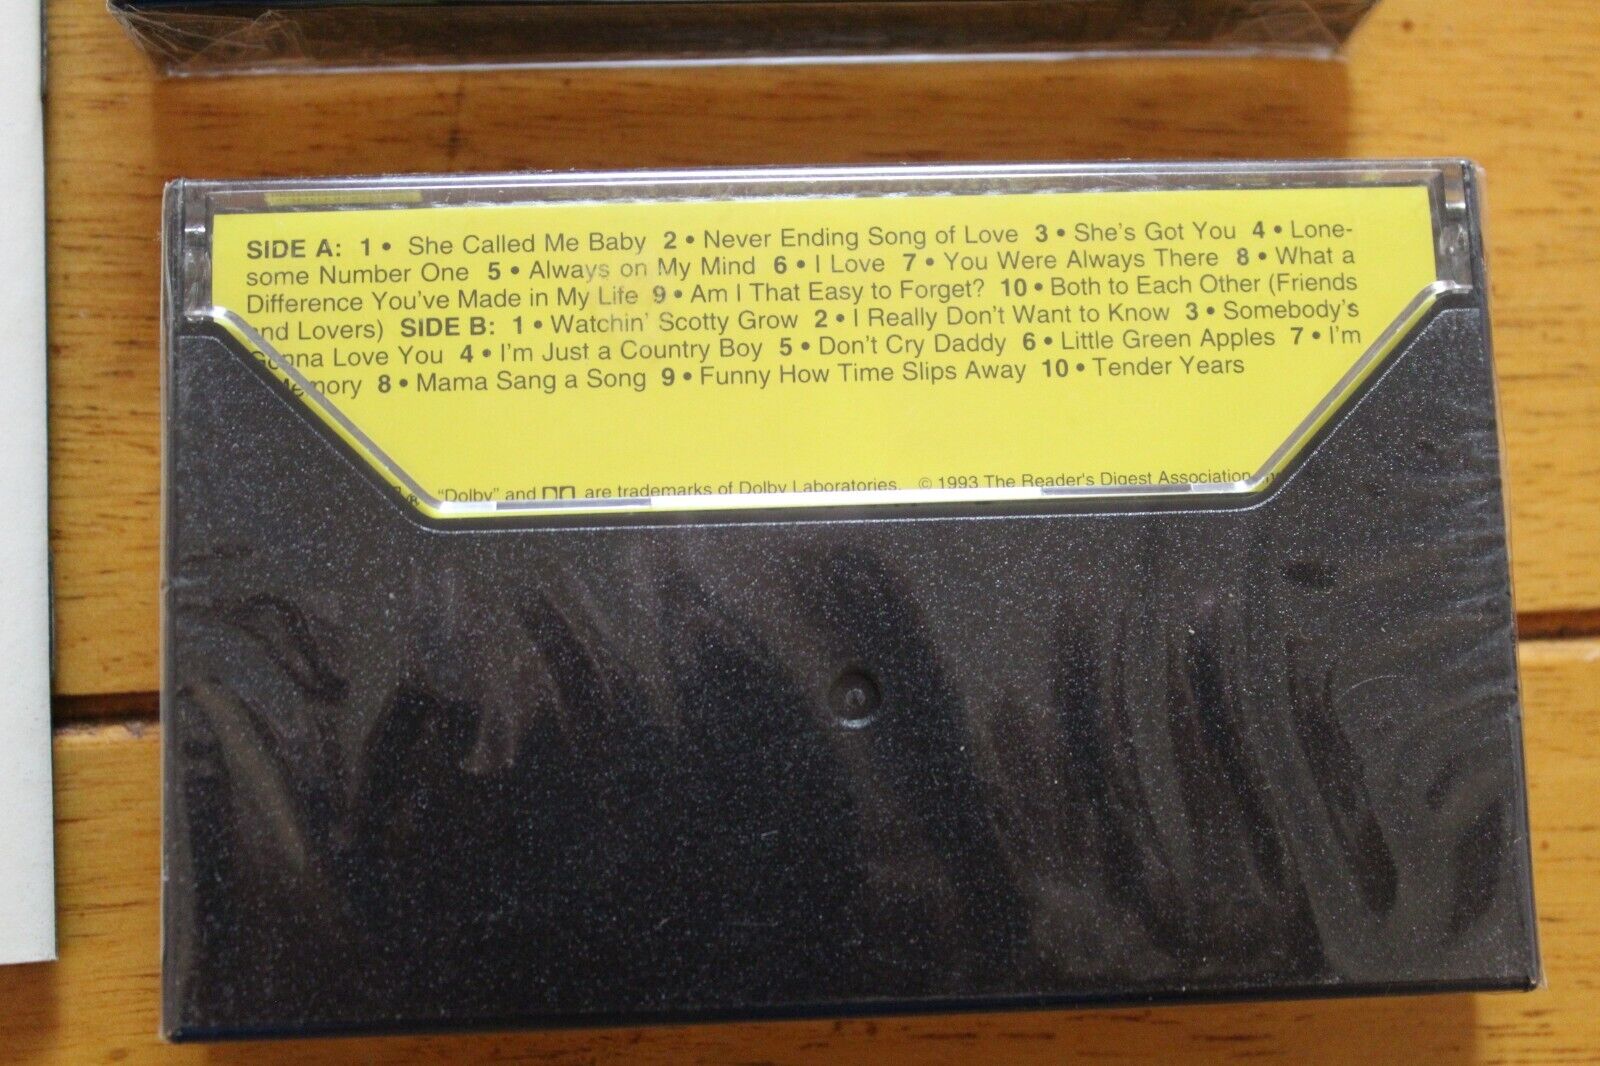 SIDE A: 1 • She Called Me Baby 2 • Never Ending Song of Love 3 • She's Got You 4 • Lone-
some Number One 5 • Always on My Mind 6 • I Love 7 • You Were Always There 8 • What a
Difference You've Made in My Life 9 • Am I That Easy to Forget? 10 • Both to Each Other (Friends
and Lovers) SIDE B: 1 • Watchin' Scotty Grow 2 • I Really Don't Want to Know 3 • Somebody's
Gonna Love You 4 • I'm Just a Country Boy 5 • Don't Cry Daddy 6 • Little Green Apples 7 • I'm
Memory 8 • Mama Sang a Song 9 • Funny How Time Slips Away 10 • Tender Years
"Dolby" and are trademarks of Dolby Laboratories. © 1993 The Reader's Digest Association